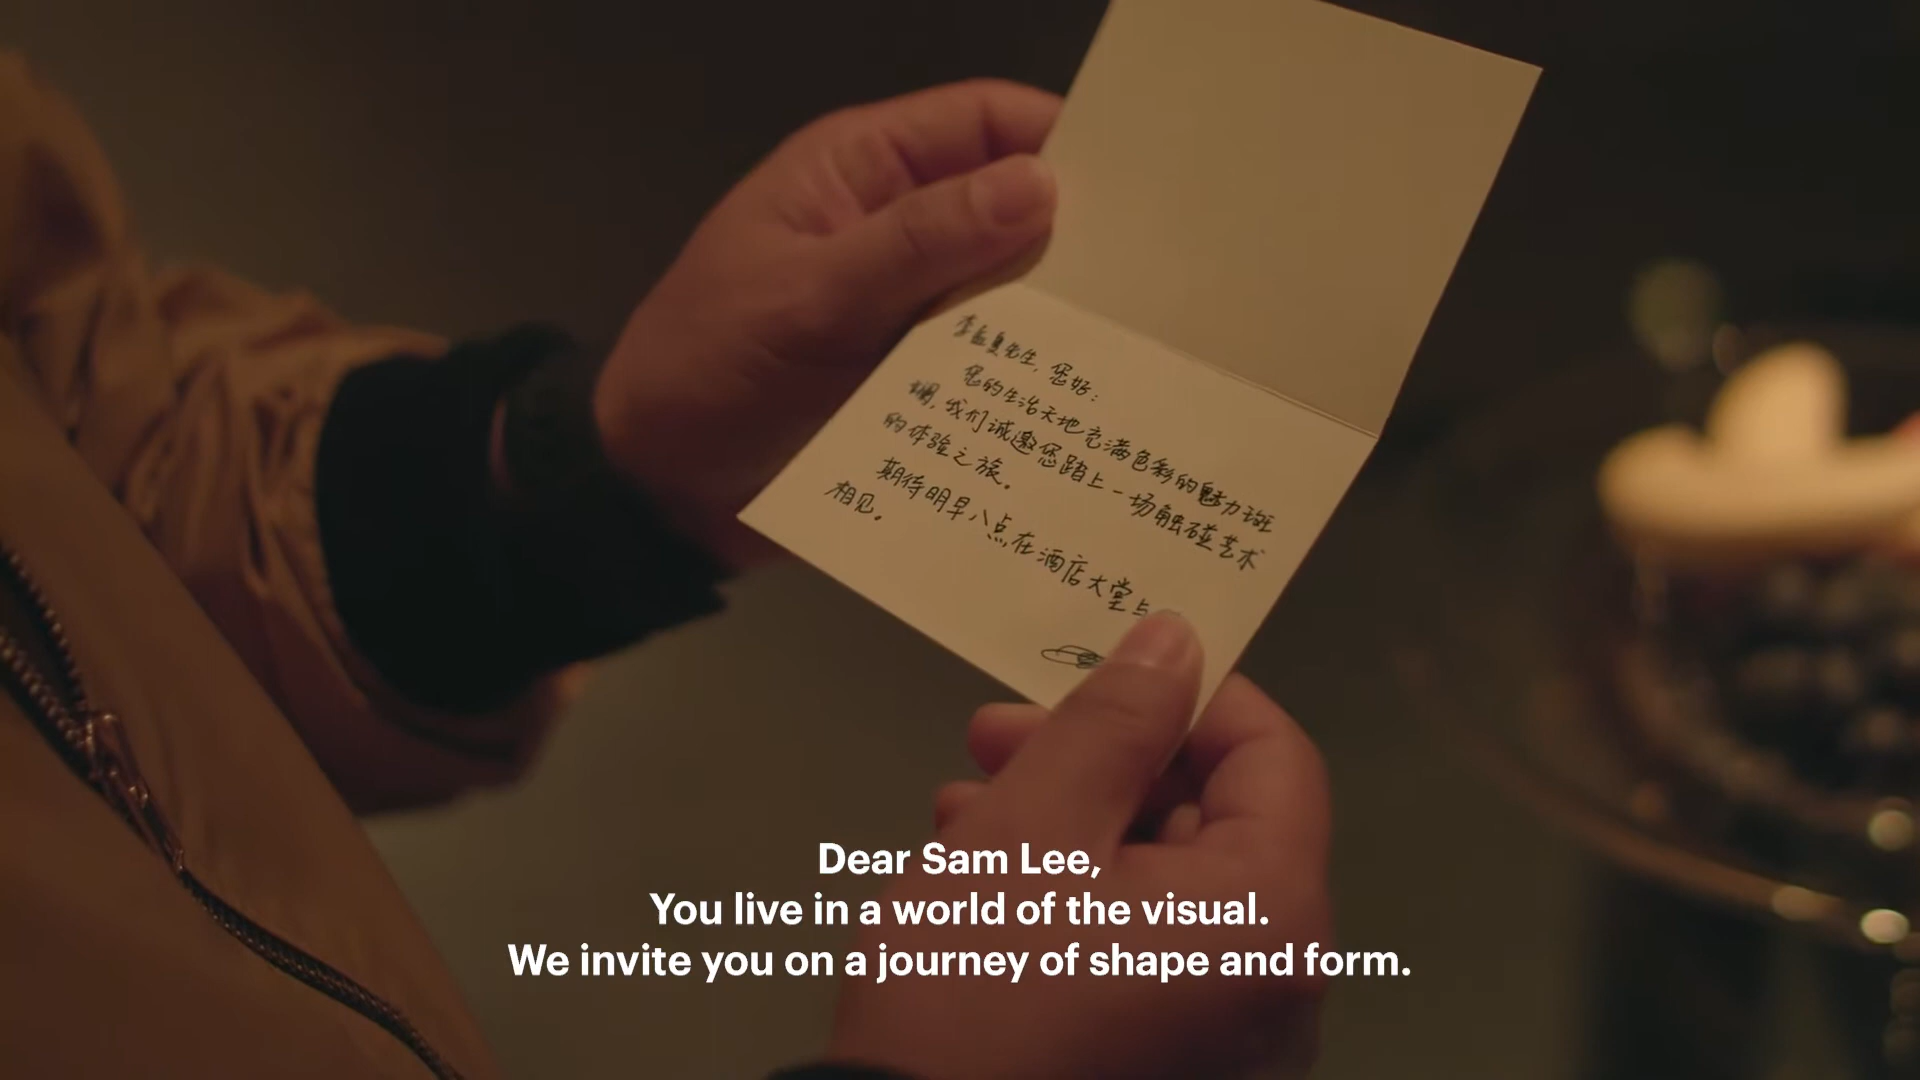 李孟夏先生，您好：
您的生活天地充满色彩的魅力斑
斓，我们诚邀您踏上一场触碰艺术
的体验之旅。
期待明早八点在酒店大堂与
相见。
Dear Sam Lee,
You live in a world of the visual.
We invite you on a journey of shape and form.